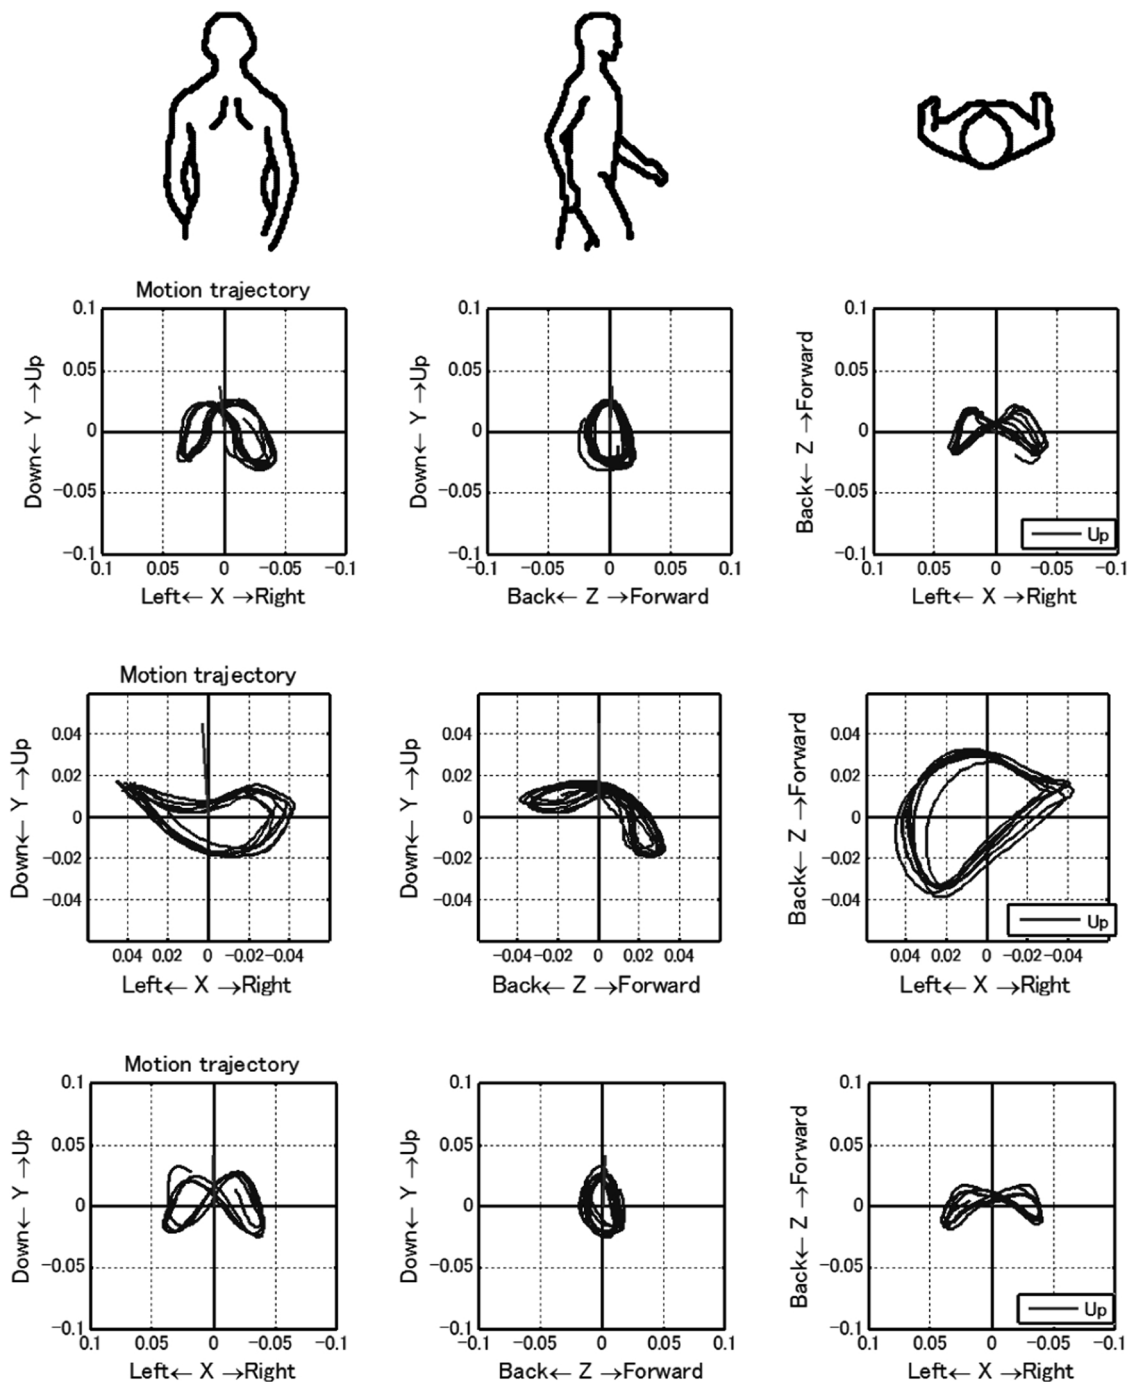 Motion trajectory
0.1
0.05
0
−0.05
−0.1
0.1 0.05 0 −0.05 −0.1
Down← Y →Up
Left← X →Right
0.1
0.05
0
−0.05
−0.1
−0.1 −0.05 0 0.05 0.1
Down← Y →Up
Back← Z →Forward
0.1
0.05
0
−0.05
−0.1
0.1 0.05 0 −0.05 −0.1
Back← Z →Forward
Left← X →Right
Up
Motion trajectory
0.04
0.02
0
−0.02
−0.04
0.04 0.02 0 −0.02−0.04
Down← Y →Up
Left← X →Right
0.04
0.02
0
−0.02
−0.04
−0.04−0.02 0 0.02 0.04
Down← Y →Up
Back← Z →Forward
0.04
0.02
0
−0.02
−0.04
0.04 0.02 0 −0.02−0.04
Back← Z →Forward
Left← X →Right
Up
Motion trajectory
0.1
0.05
0
−0.05
−0.1
0.1 0.05 0 −0.05 −0.1
Down← Y →Up
Left← X →Right
0.1
0.05
0
−0.05
−0.1
−0.1 −0.05 0 0.05 0.1
Down← Y →Up
Back← Z →Forward
0.1
0.05
0
−0.05
−0.1
0.1 0.05 0 −0.05 −0.1
Back← Z →Forward
Left← X →Right
Up